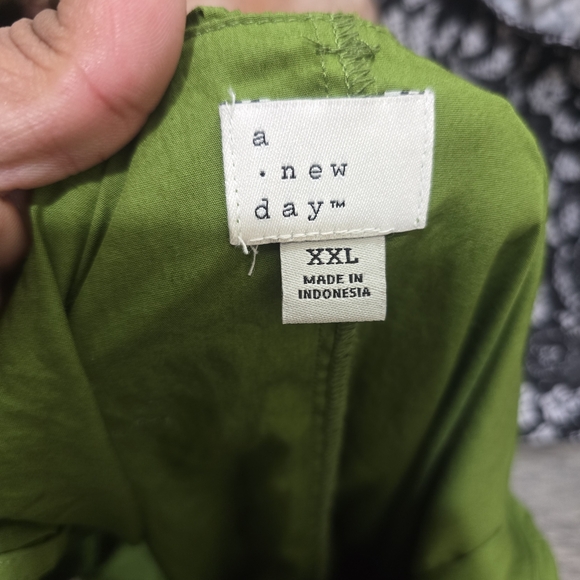 a
· new
day™
XXL
MADE IN
INDONESIA